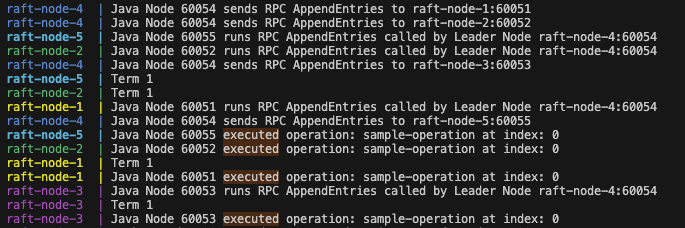 raft-node-4 | Java Node 60054 sends RPC AppendEntries to raft-node-1:60051
raft-node-4 | Java Node 60054 sends RPC AppendEntries to raft-node-2:60052
raft-node-5 | Java Node 60055 runs RPC AppendEntries called by Leader Node raft-node-4:60054
raft-node-2 | Java Node 60052 runs RPC AppendEntries called by Leader Node raft-node-4:60054
raft-node-4 | Java Node 60054 sends RPC AppendEntries to raft-node-3:60053
raft-node-5 | Term 1
raft-node-2 | Term 1
raft-node-1 | Java Node 60051 runs RPC AppendEntries called by Leader Node raft-node-4:60054
raft-node-4 | Java Node 60054 sends RPC AppendEntries to raft-node-5:60055
raft-node-5 | Java Node 60055 executed operation: sample-operation at index: 0
raft-node-2 | Java Node 60052 executed operation: sample-operation at index: 0
raft-node-1 | Term 1
raft-node-1 | Java Node 60051 executed operation: sample-operation at index: 0
raft-node-3 | Java Node 60053 runs RPC AppendEntries called by Leader Node raft-node-4:60054
raft-node-3 | Term 1
raft-node-3 | Java Node 60053 executed operation: sample-operation at index: 0